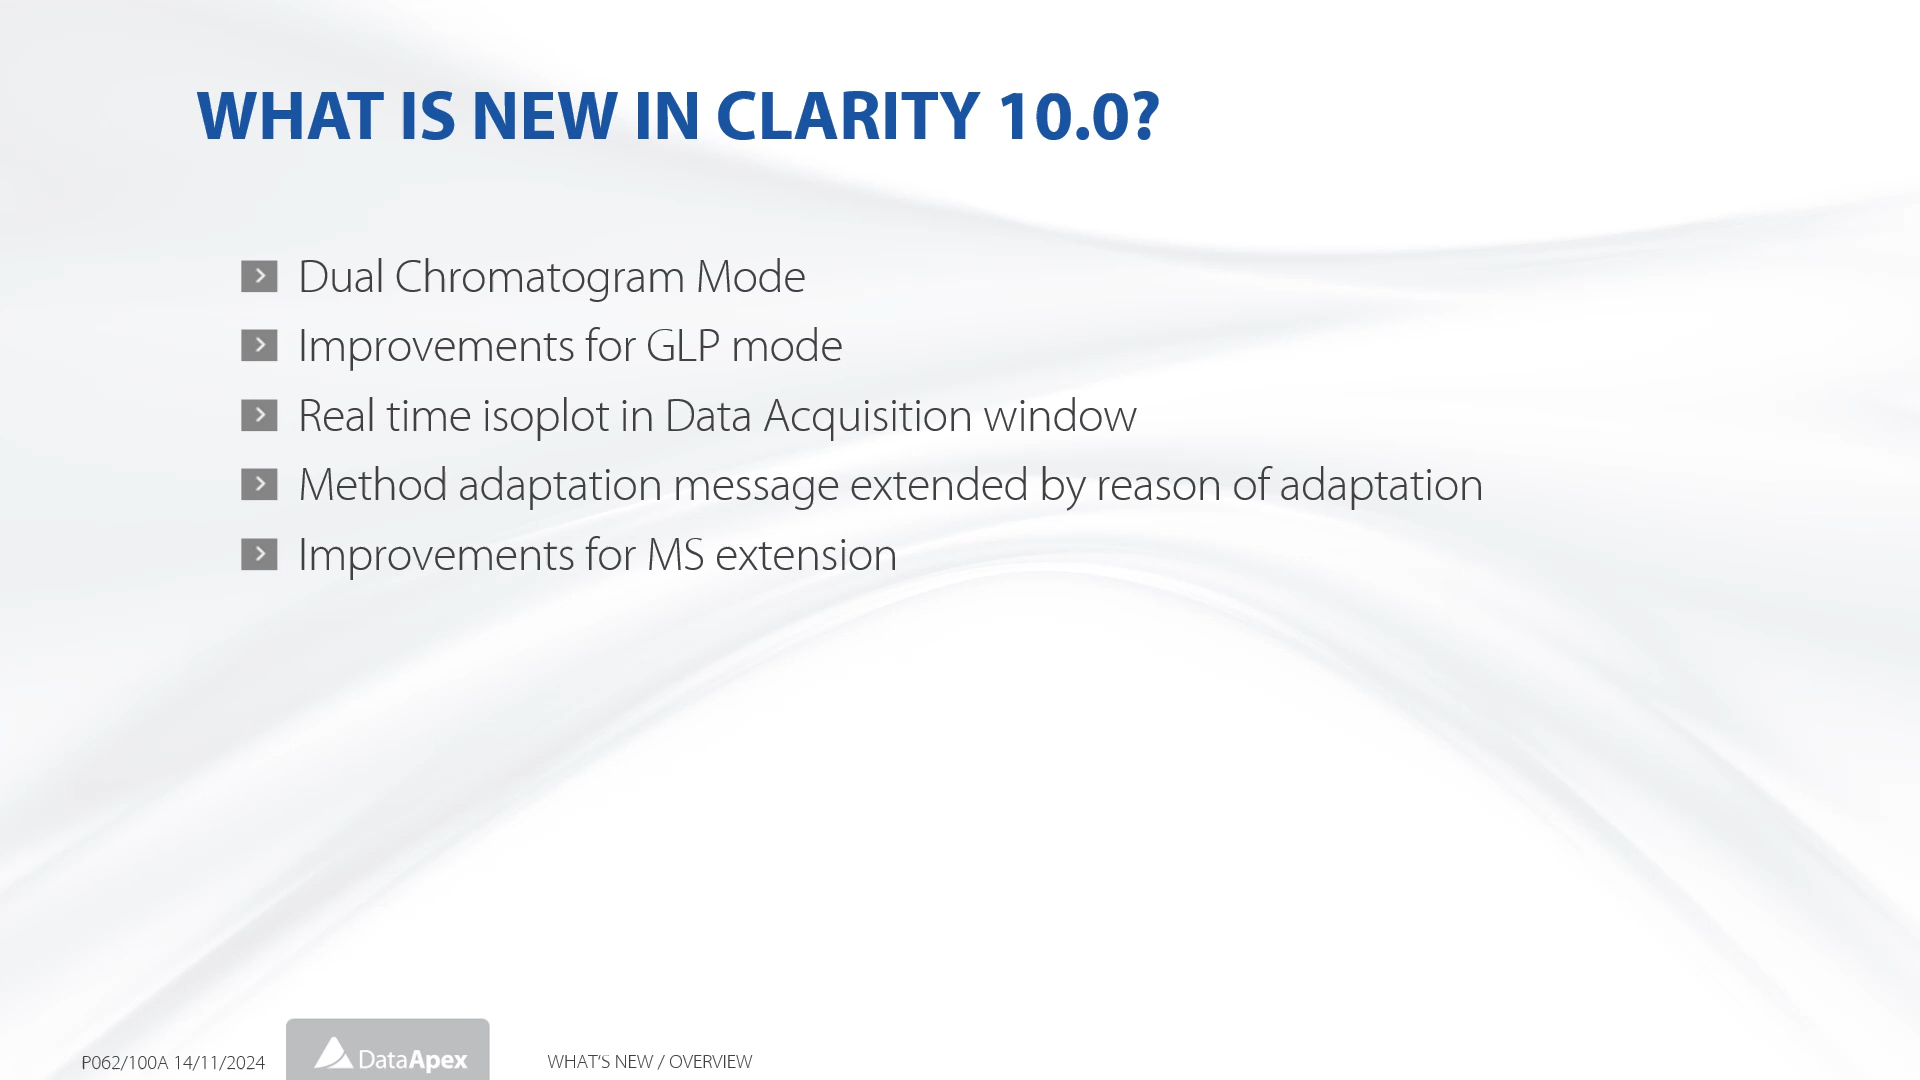 WHAT IS NEW IN CLARITY 10.0?
Dual Chromatogram Mode
Improvements for GLP mode
Real time isoplot in Data Acquisition window
Method adaptation message extended by reason of adaptation
Improvements for MS extension
P062/100A 14/11/2024
DataApex
WHAT'S NEW / OVERVIEW